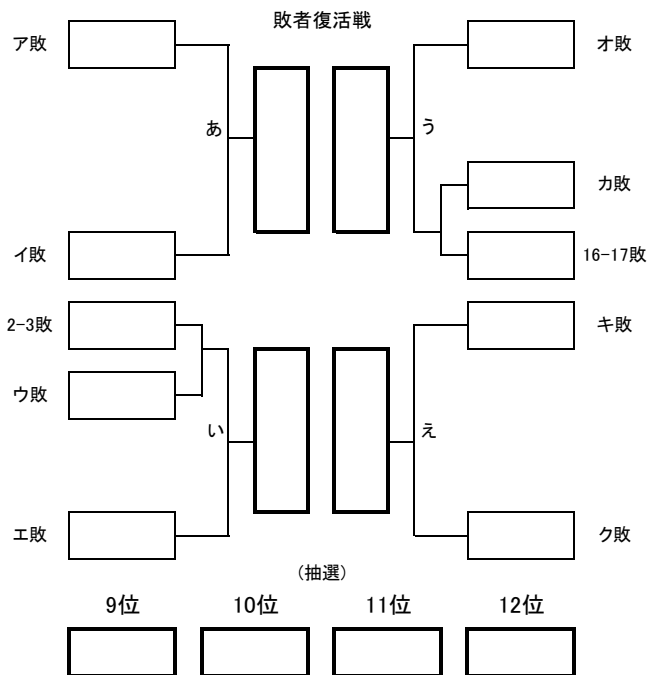 敗者復活戦
ア敗
オ敗
あ
う
カ敗
イ敗
16-17敗
2-3敗
キ敗
ウ敗
い
え
エ敗
ク敗
(抽選)
9位 10位 11位 12位